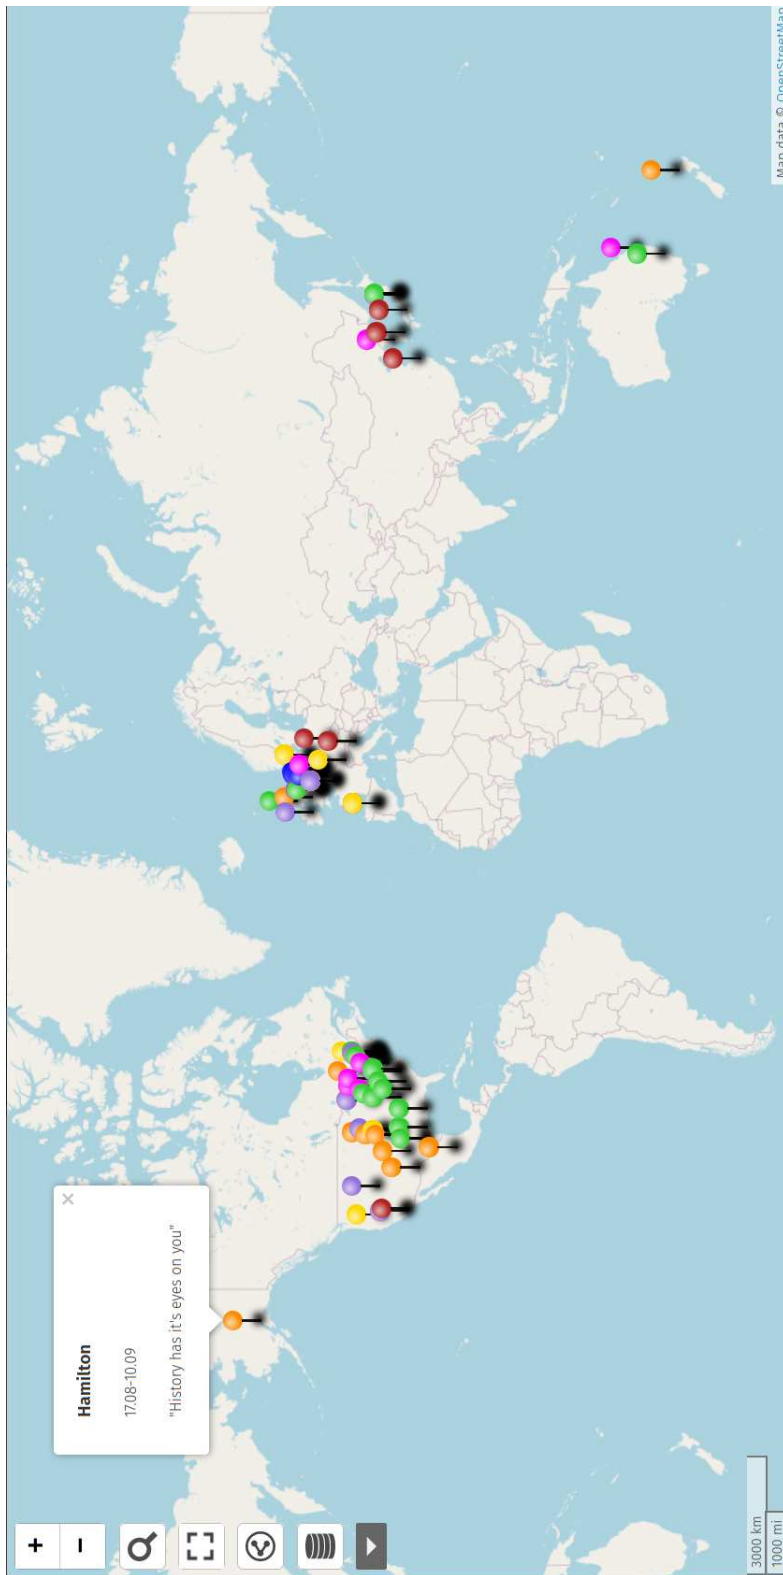 +
−
Hamilton
17.08-10.09
"History has it's eyes on you"
×
3000 km
1000 mi
Map data © OpenStreetMap